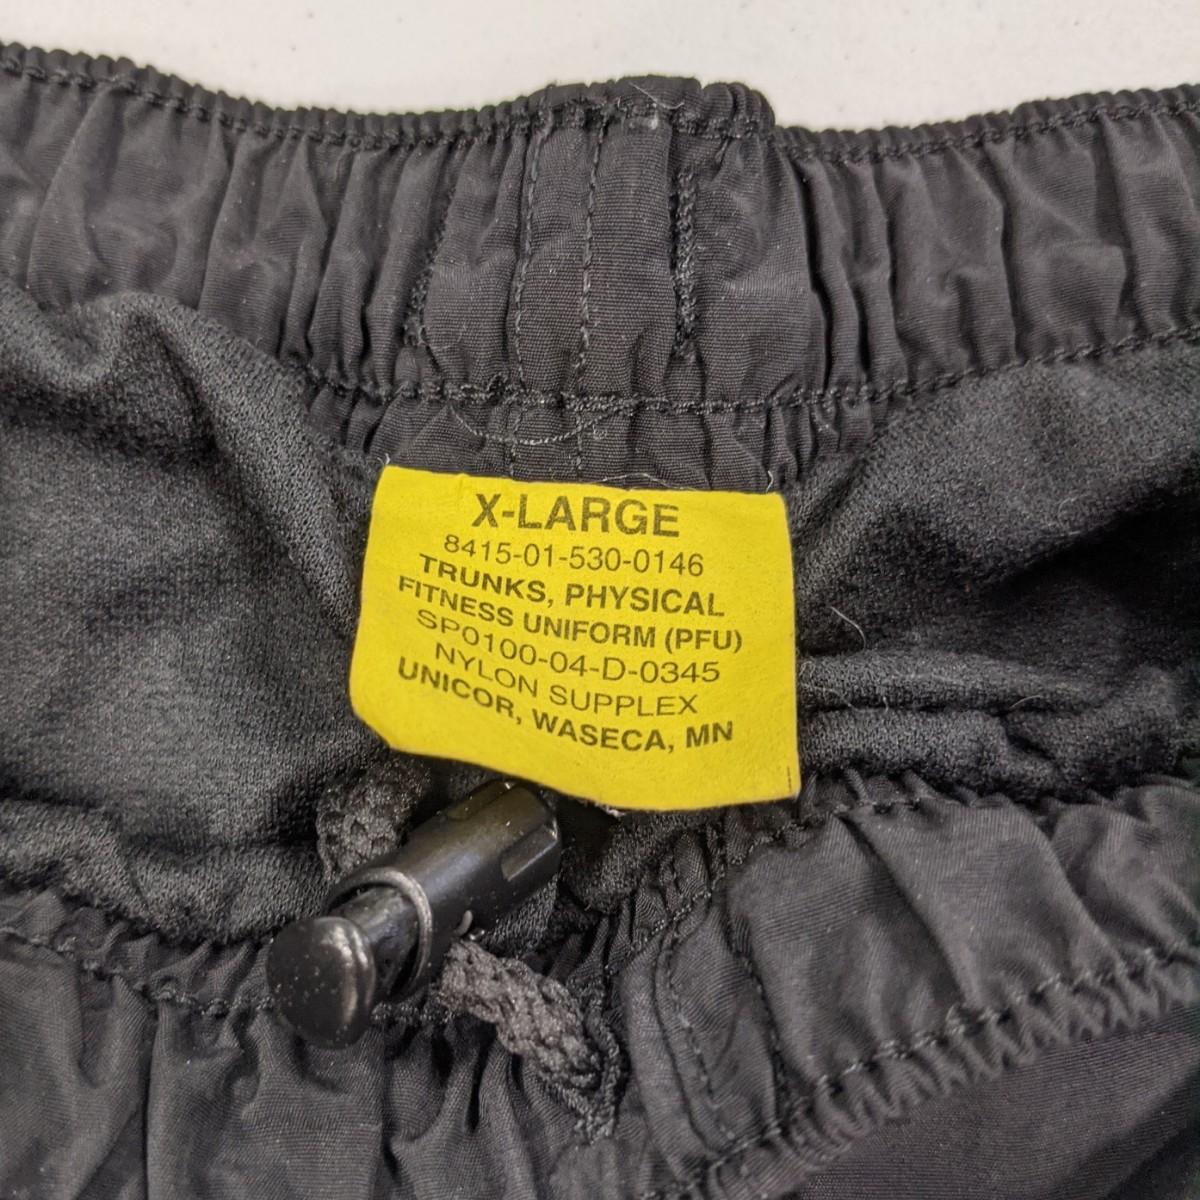 X-LARGE
8415-01-530-0146
TRUNKS, PHYSICAL
FITNESS UNIFORM (PFU)
SP0100-04-D-0345
NYLON SUPPLEX
UNICOR, WASECA, MN